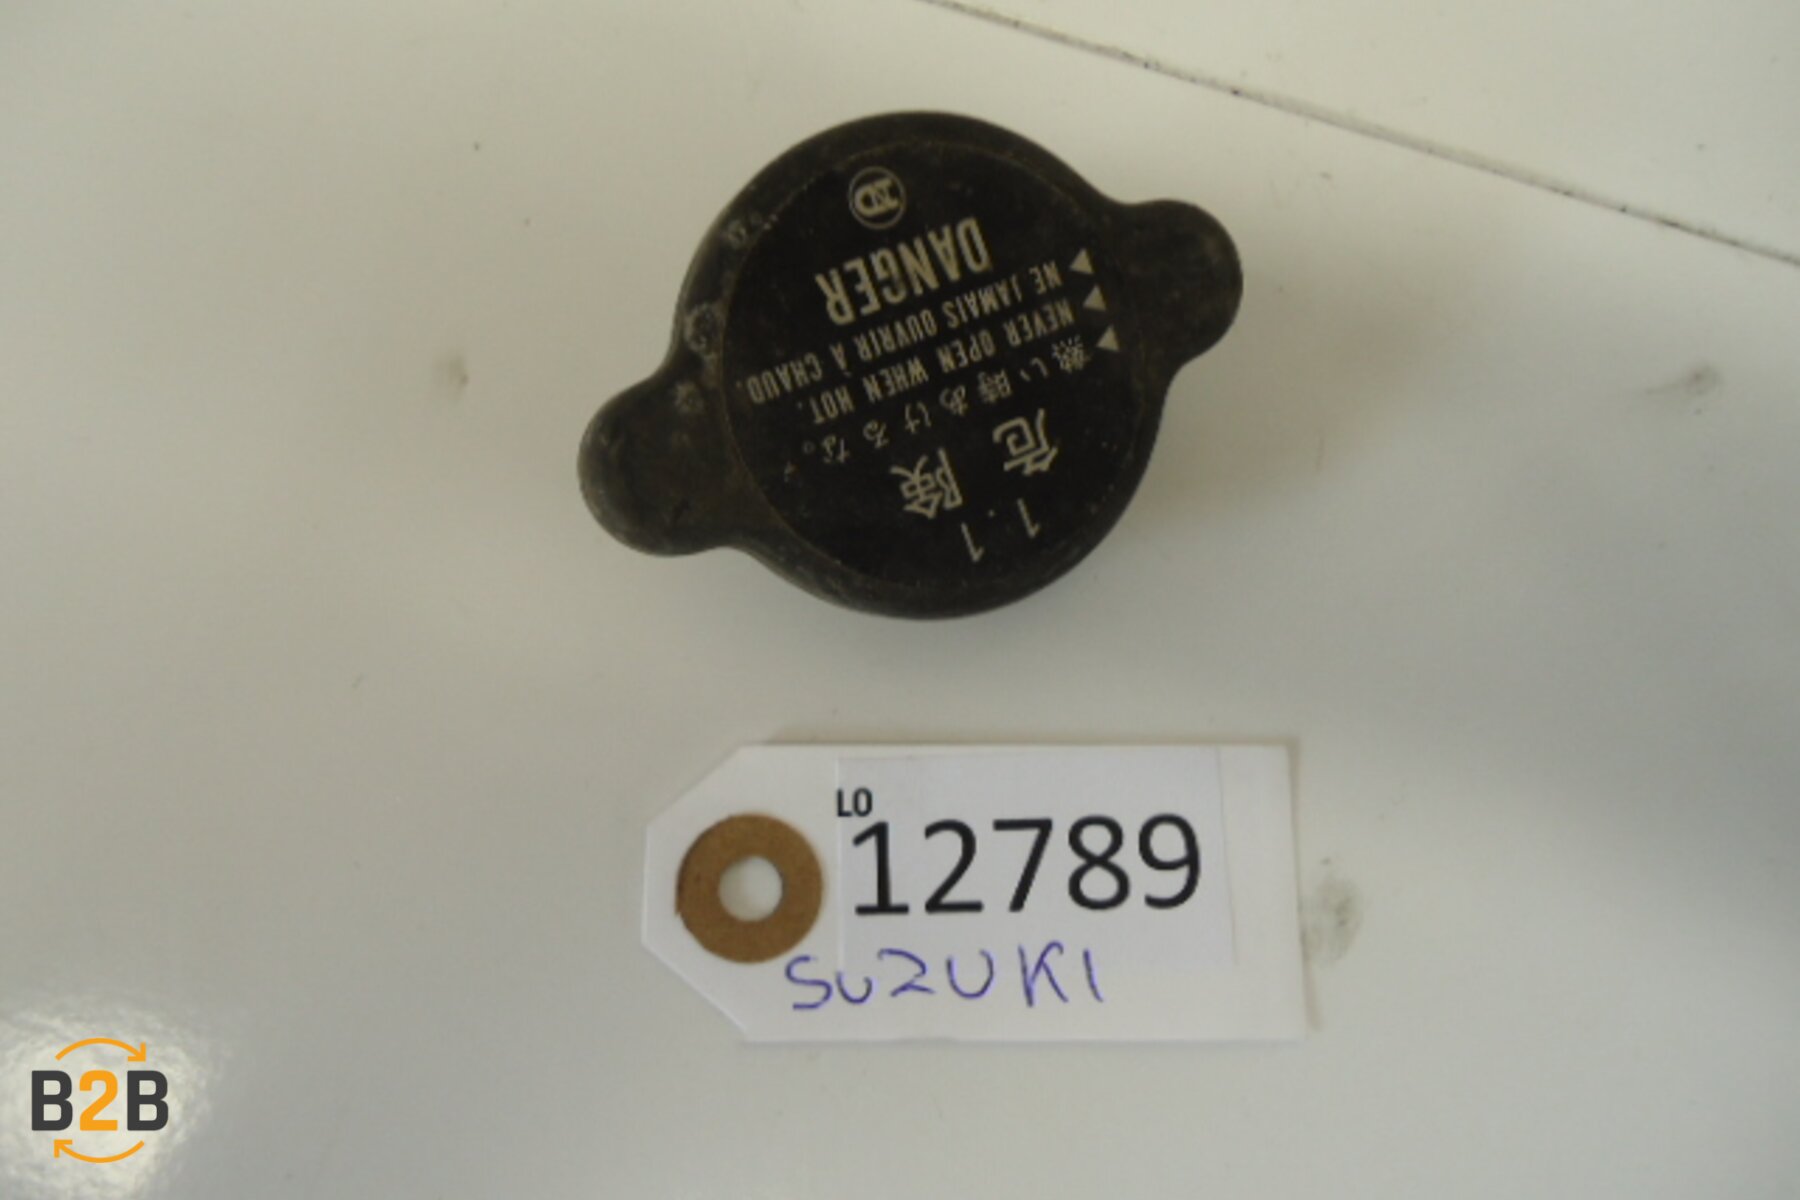 1.1
危険
熱い時あけるな。
NEVER OPEN WHEN HOT.
NE JAMAIS OUVRIR À CHAUD.
DANGER
ND
LO
12789
SUZUKI
B2B